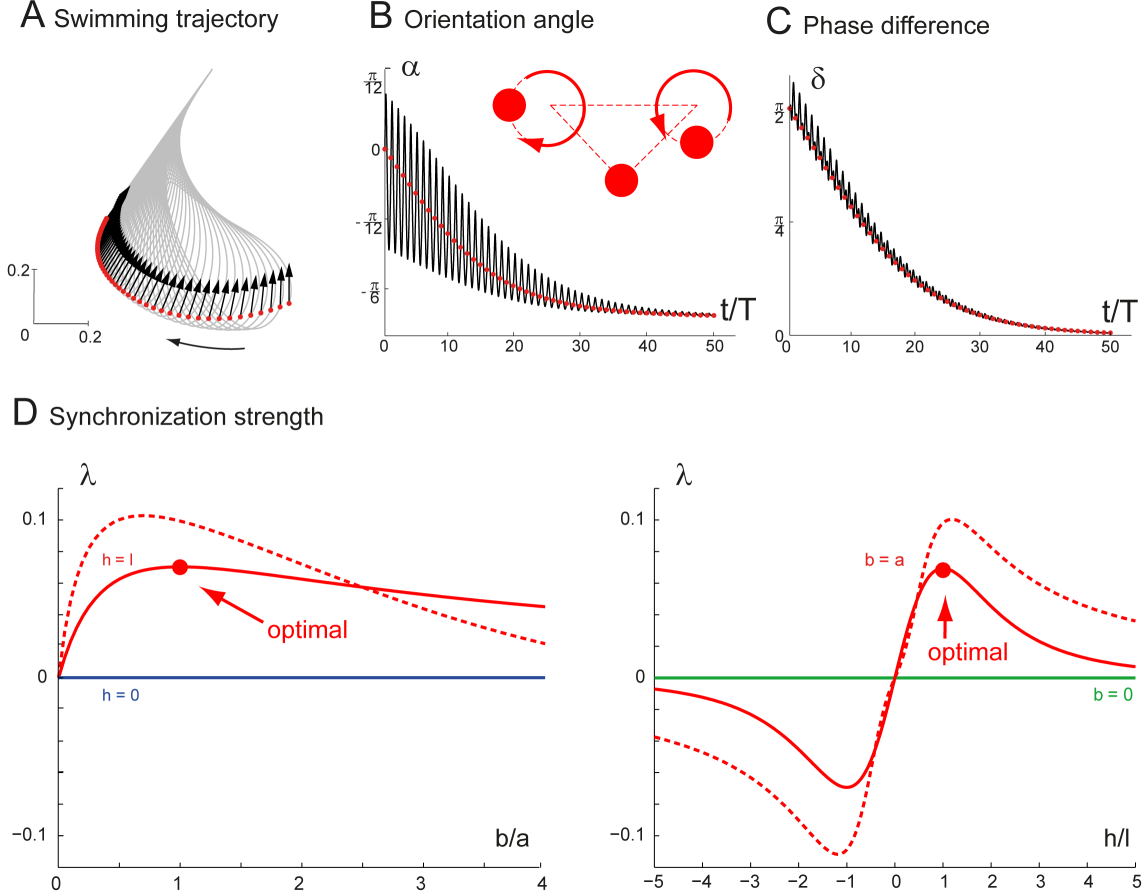 A Swimming trajectory
0.2
0
0.2
B Orientation angle
α
π/12
0
-π/12
-π/6
t/T
0 10 20 30 40 50
C Phase difference
δ
π/2
π/4
0
t/T
0 10 20 30 40 50
D Synchronization strength
λ
0.1
h = l
optimal
0
h = 0
−0.1
b/a
0 1 2 3 4
λ
0.1
b = a
optimal
0
b = 0
−0.1
h/l
−5 −4 −3 −2 −1 0 1 2 3 4 5